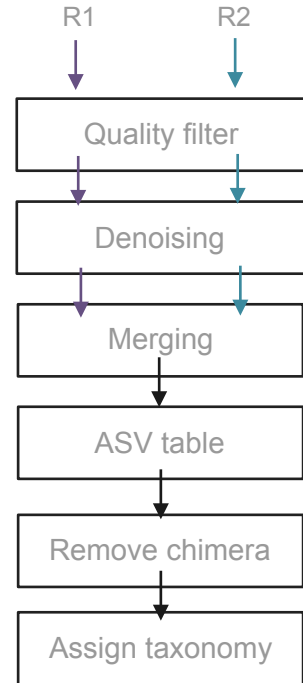 R1 R2
Quality filter
Denoising
Merging
ASV table
Remove chimera
Assign taxonomy